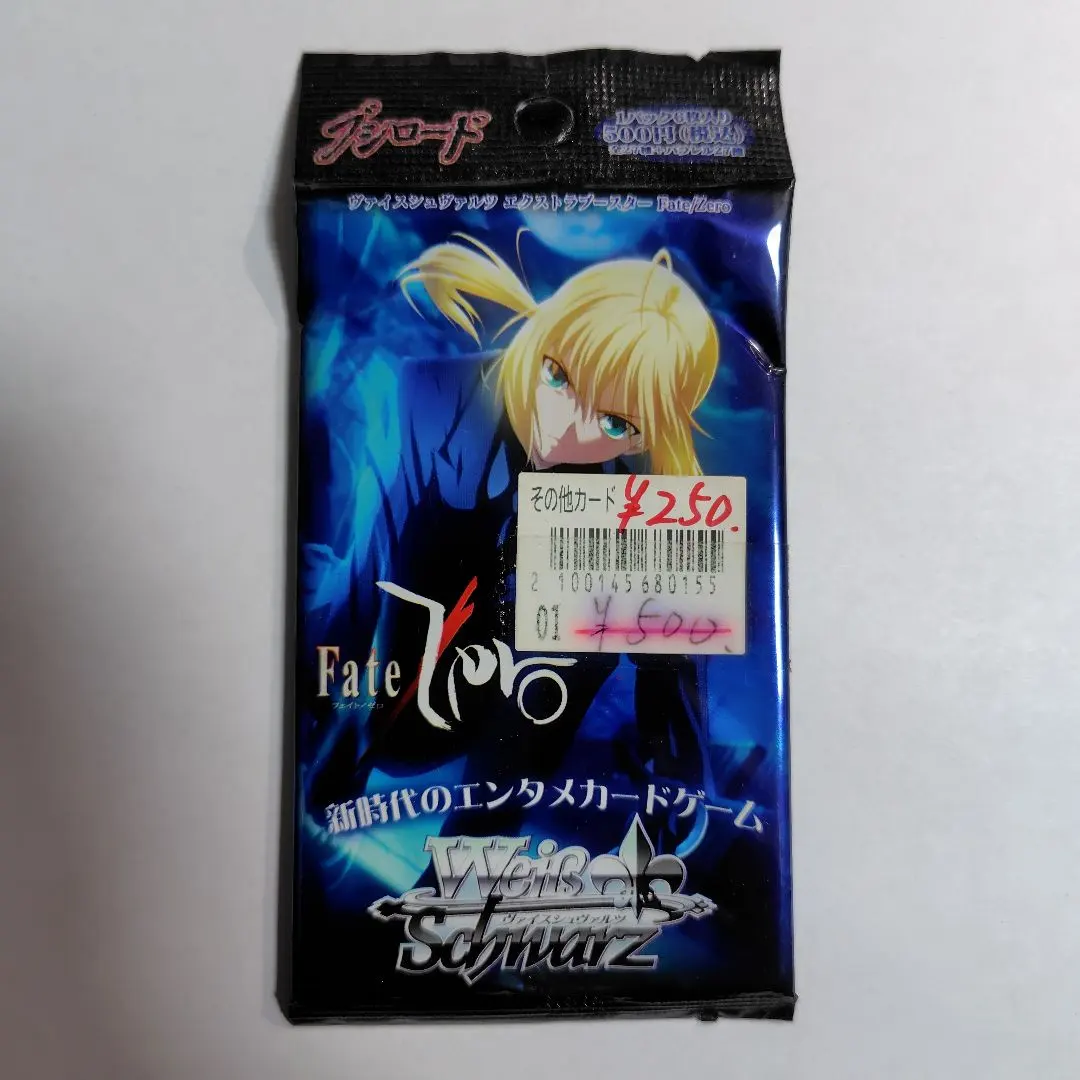 ブシロード
1パック(6枚入)
500円(税込)
ヴァイスシュヴァルツ エクストラブースター Fate/Zero
その他カード ¥250.
2 100145 680155
01 ¥500.
Fate/Zero
フェイト/ゼロ
新時代のエンタメカードゲーム
Weiß
ヴァイスシュヴァルツ
Schwarz